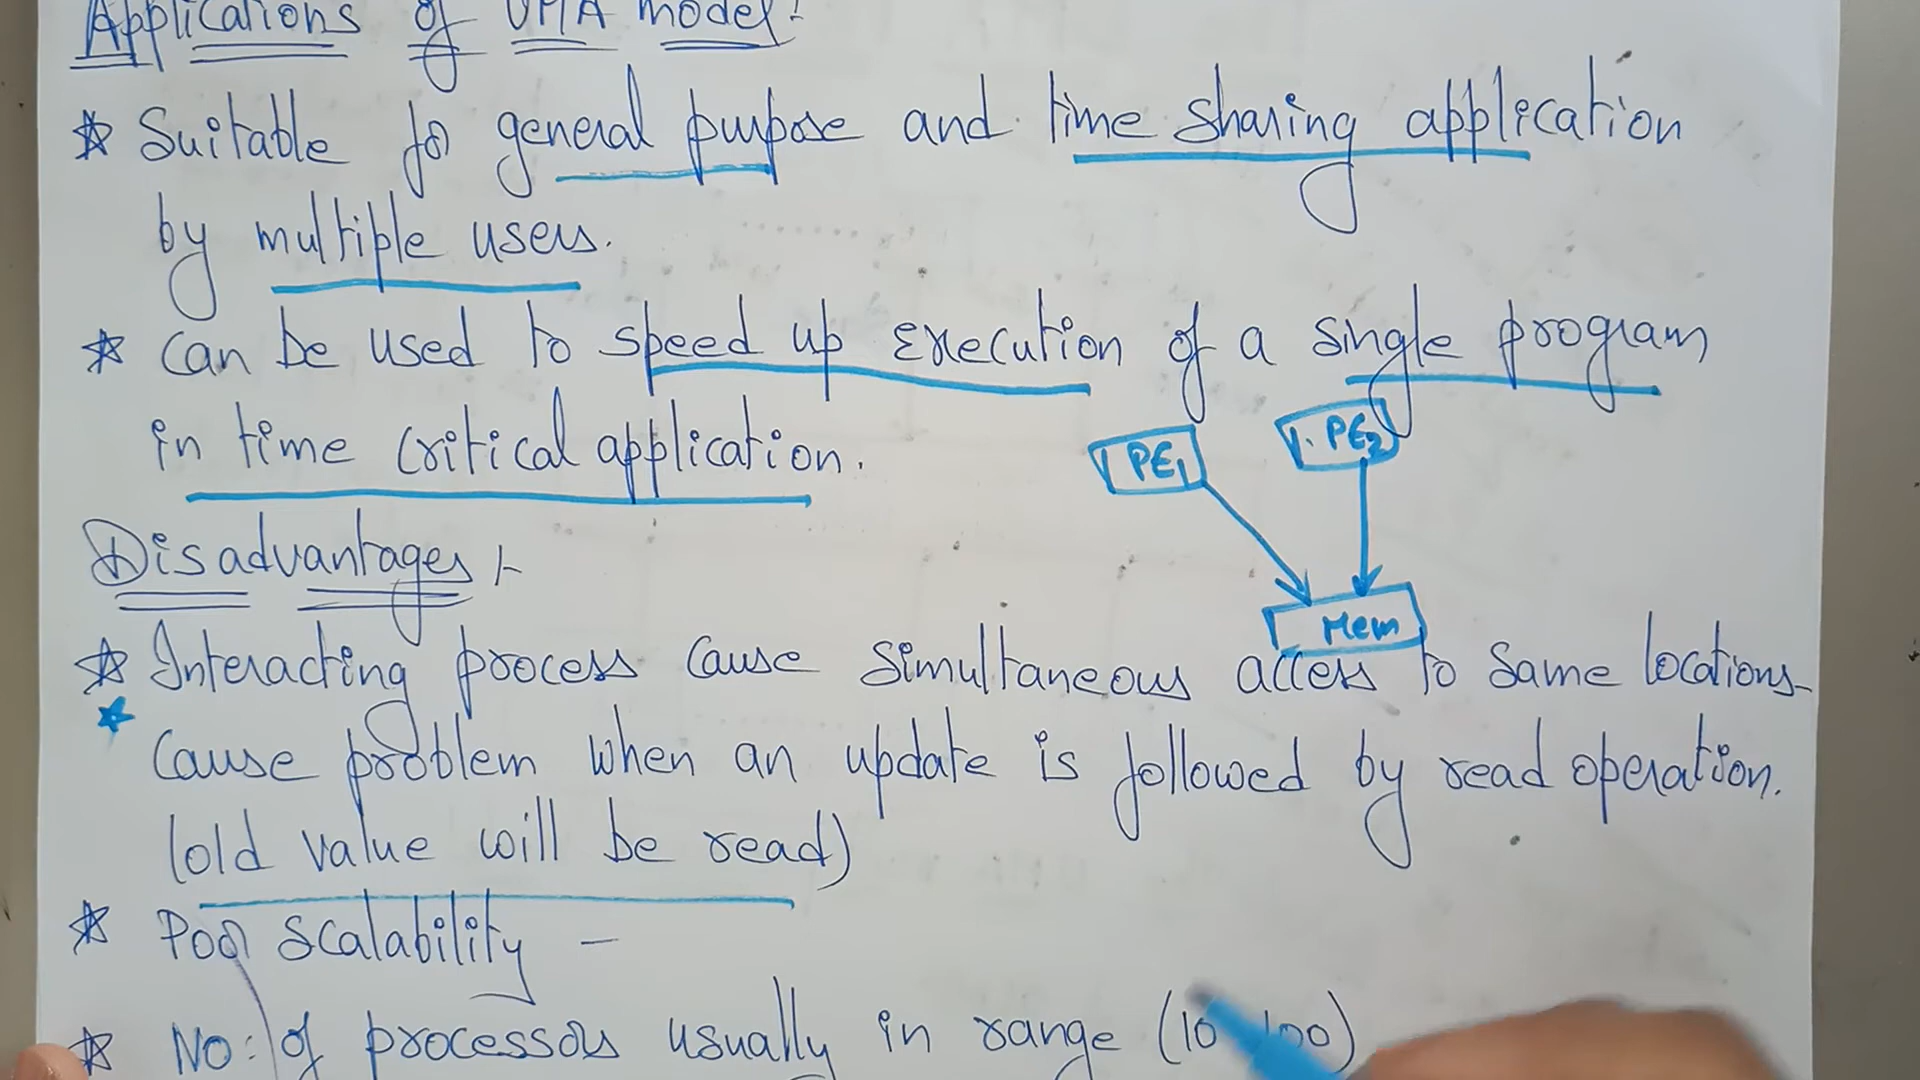 Applications of UMA model:
☆ Suitable for general purpose and time sharing application
by multiple users.
☆ Can be used to speed up execution of a single program
in time critical application.
PE1
PE2
Mem
Disadvantages :-
☆ Interacting process cause simultaneous access to same locations
★ Cause problem when an update is followed by read operation.
(old value will be read)
☆ Poor scalability -
☆ No: of processors usually in range (10 100)